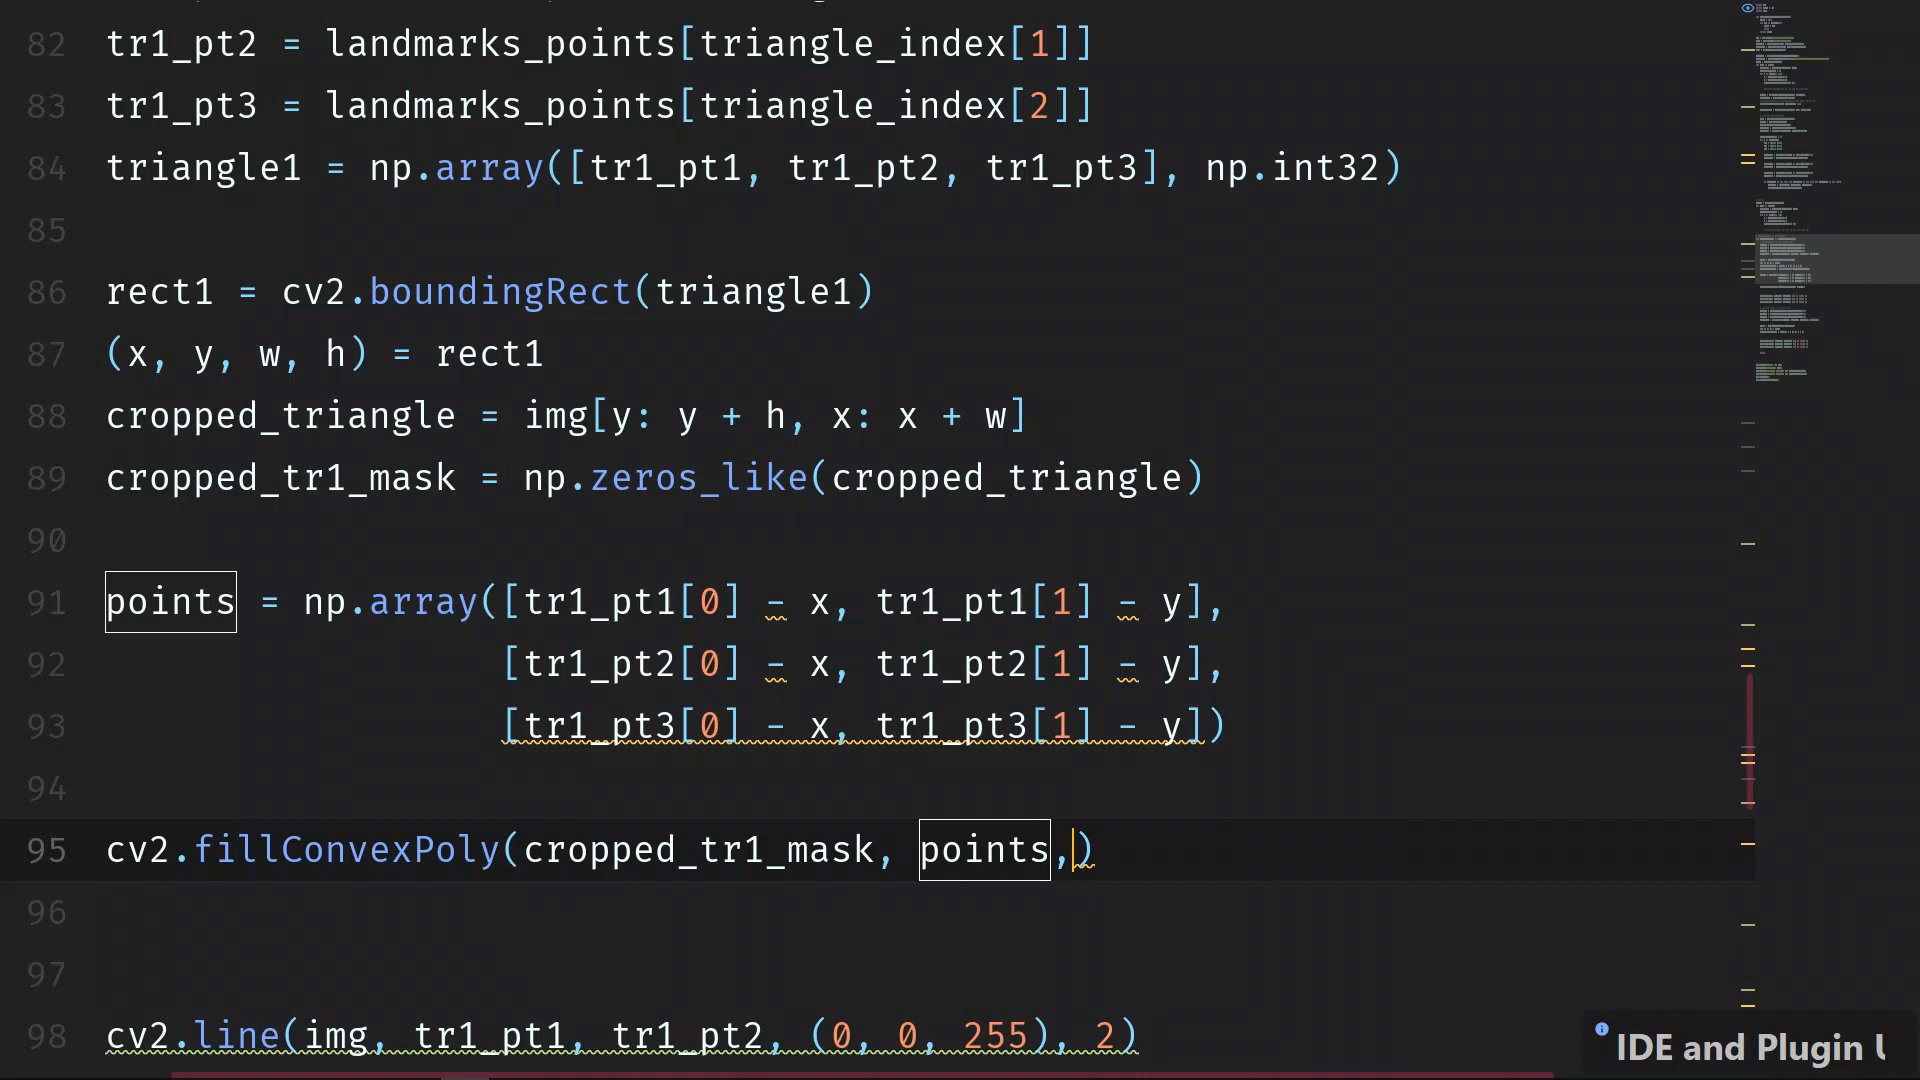 82 tr1_pt2 = landmarks_points[triangle_index[1]]
83 tr1_pt3 = landmarks_points[triangle_index[2]]
84 triangle1 = np.array([tr1_pt1, tr1_pt2, tr1_pt3], np.int32)
85
86 rect1 = cv2.boundingRect(triangle1)
87 (x, y, w, h) = rect1
88 cropped_triangle = img[y: y + h, x: x + w]
89 cropped_tr1_mask = np.zeros_like(cropped_triangle)
90
91 points = np.array([tr1_pt1[0] - x, tr1_pt1[1] - y],
92 [tr1_pt2[0] - x, tr1_pt2[1] - y],
93 [tr1_pt3[0] - x, tr1_pt3[1] - y])
94
95 cv2.fillConvexPoly(cropped_tr1_mask, points,)
96
97
98 cv2.line(img, tr1_pt1, tr1_pt2, (0, 0, 255), 2)
IDE and Plugin